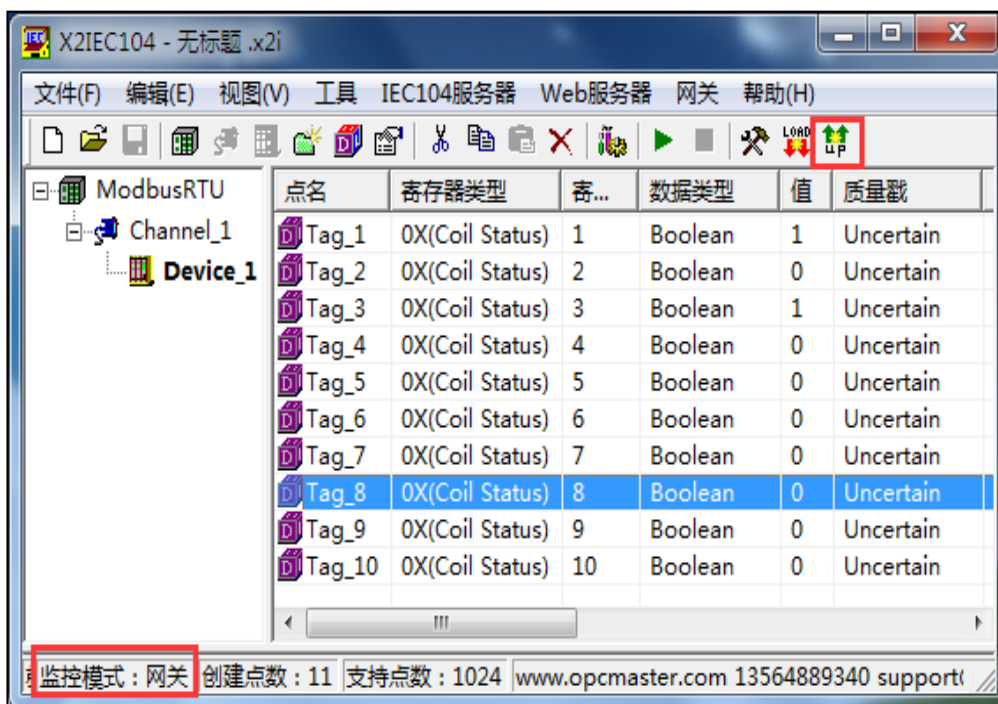 X2IEC104 - 无标题 .x2i
文件(F) 编辑(E) 视图(V) 工具 IEC104服务器 Web服务器 网关 帮助(H)
LOAD UP
ModbusRTU
Channel_1
Device_1
点名 寄存器类型 寄... 数据类型 值 质量戳
Tag_1 0X(Coil Status) 1 Boolean 1 Uncertain
Tag_2 0X(Coil Status) 2 Boolean 0 Uncertain
Tag_3 0X(Coil Status) 3 Boolean 1 Uncertain
Tag_4 0X(Coil Status) 4 Boolean 0 Uncertain
Tag_5 0X(Coil Status) 5 Boolean 0 Uncertain
Tag_6 0X(Coil Status) 6 Boolean 0 Uncertain
Tag_7 0X(Coil Status) 7 Boolean 0 Uncertain
Tag_8 0X(Coil Status) 8 Boolean 0 Uncertain
Tag_9 0X(Coil Status) 9 Boolean 0 Uncertain
Tag_10 0X(Coil Status) 10 Boolean 0 Uncertain
监控模式：网关 创建点数：11 支持点数：1024 www.opcmaster.com 13564889340 support